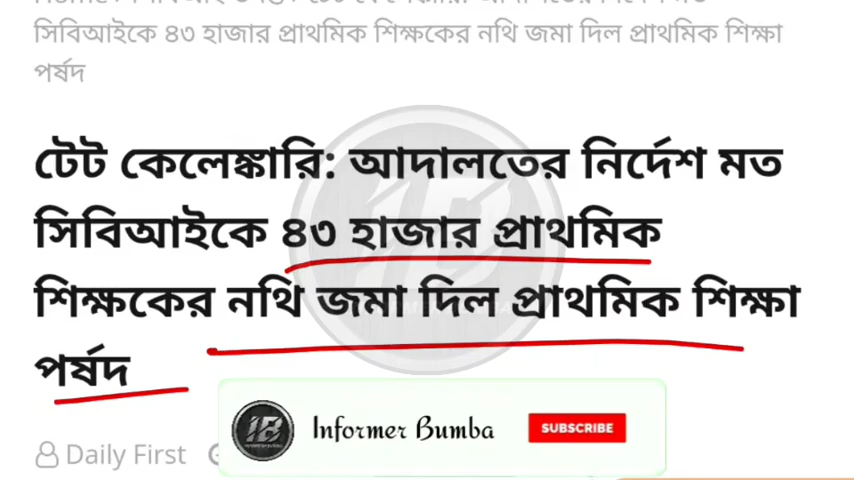 সিবিআইকে ৪৩ হাজার প্রাথমিক শিক্ষকের নথি জমা দিল প্রাথমিক শিক্ষা
পর্ষদ
টেট কেলেঙ্কারি: আদালতের নির্দেশ মত
সিবিআইকে ৪৩ হাজার প্রাথমিক
শিক্ষকের নথি জমা দিল প্রাথমিক শিক্ষা
পর্ষদ
Informer Bumba
SUBSCRIBE
Daily First